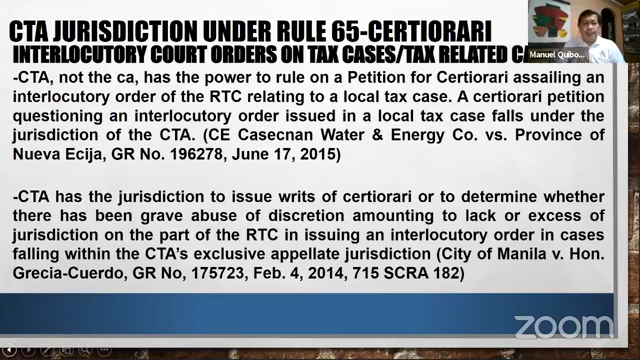 CTA JURISDICTION UNDER RULE 65-CERTIORARI
INTERLOCUTORY COURT ORDERS ON TAX CASES/TAX RELATED C
Manuel Quibo...
-CTA, not the ca, has the power to rule on a Petition for Certiorari assailing an
interlocutory order of the RTC relating to a local tax case. A certiorari petition
questioning an interlocutory order issued in a local tax case falls under the
jurisdiction of the CTA. (CE Casecnan Water & Energy Co. vs. Province of
Nueva Ecija, GR No. 196278, June 17, 2015)
-CTA has the jurisdiction to issue writs of certiorari or to determine whether
there has been grave abuse of discretion amounting to lack or excess of
jurisdiction on the part of the RTC in issuing an interlocutory order in cases
falling within the CTA's exclusive appellate jurisdiction (City of Manila v. Hon.
Grecia-Cuerdo, GR No, 175723, Feb. 4, 2014, 715 SCRA 182)
zoom